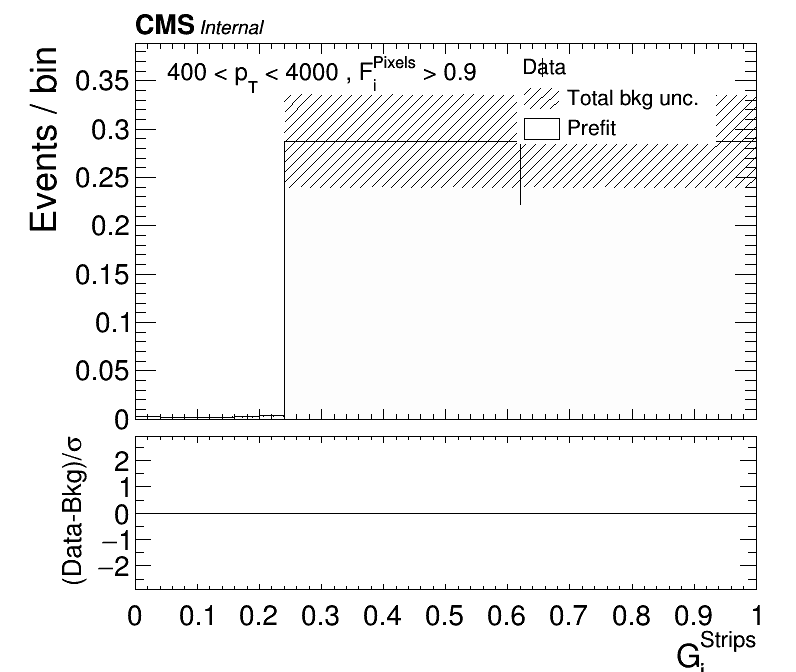 CMS Internal
400 < p_T < 4000 , F_i^Pixels > 0.9
Data
Total bkg unc.
Prefit
Events / bin
0.35
0.3
0.25
0.2
0.15
0.1
0.05
0
(Data-Bkg)/σ
2
1
0
−1
−2
0 0.1 0.2 0.3 0.4 0.5 0.6 0.7 0.8 0.9 1
G_i^Strips